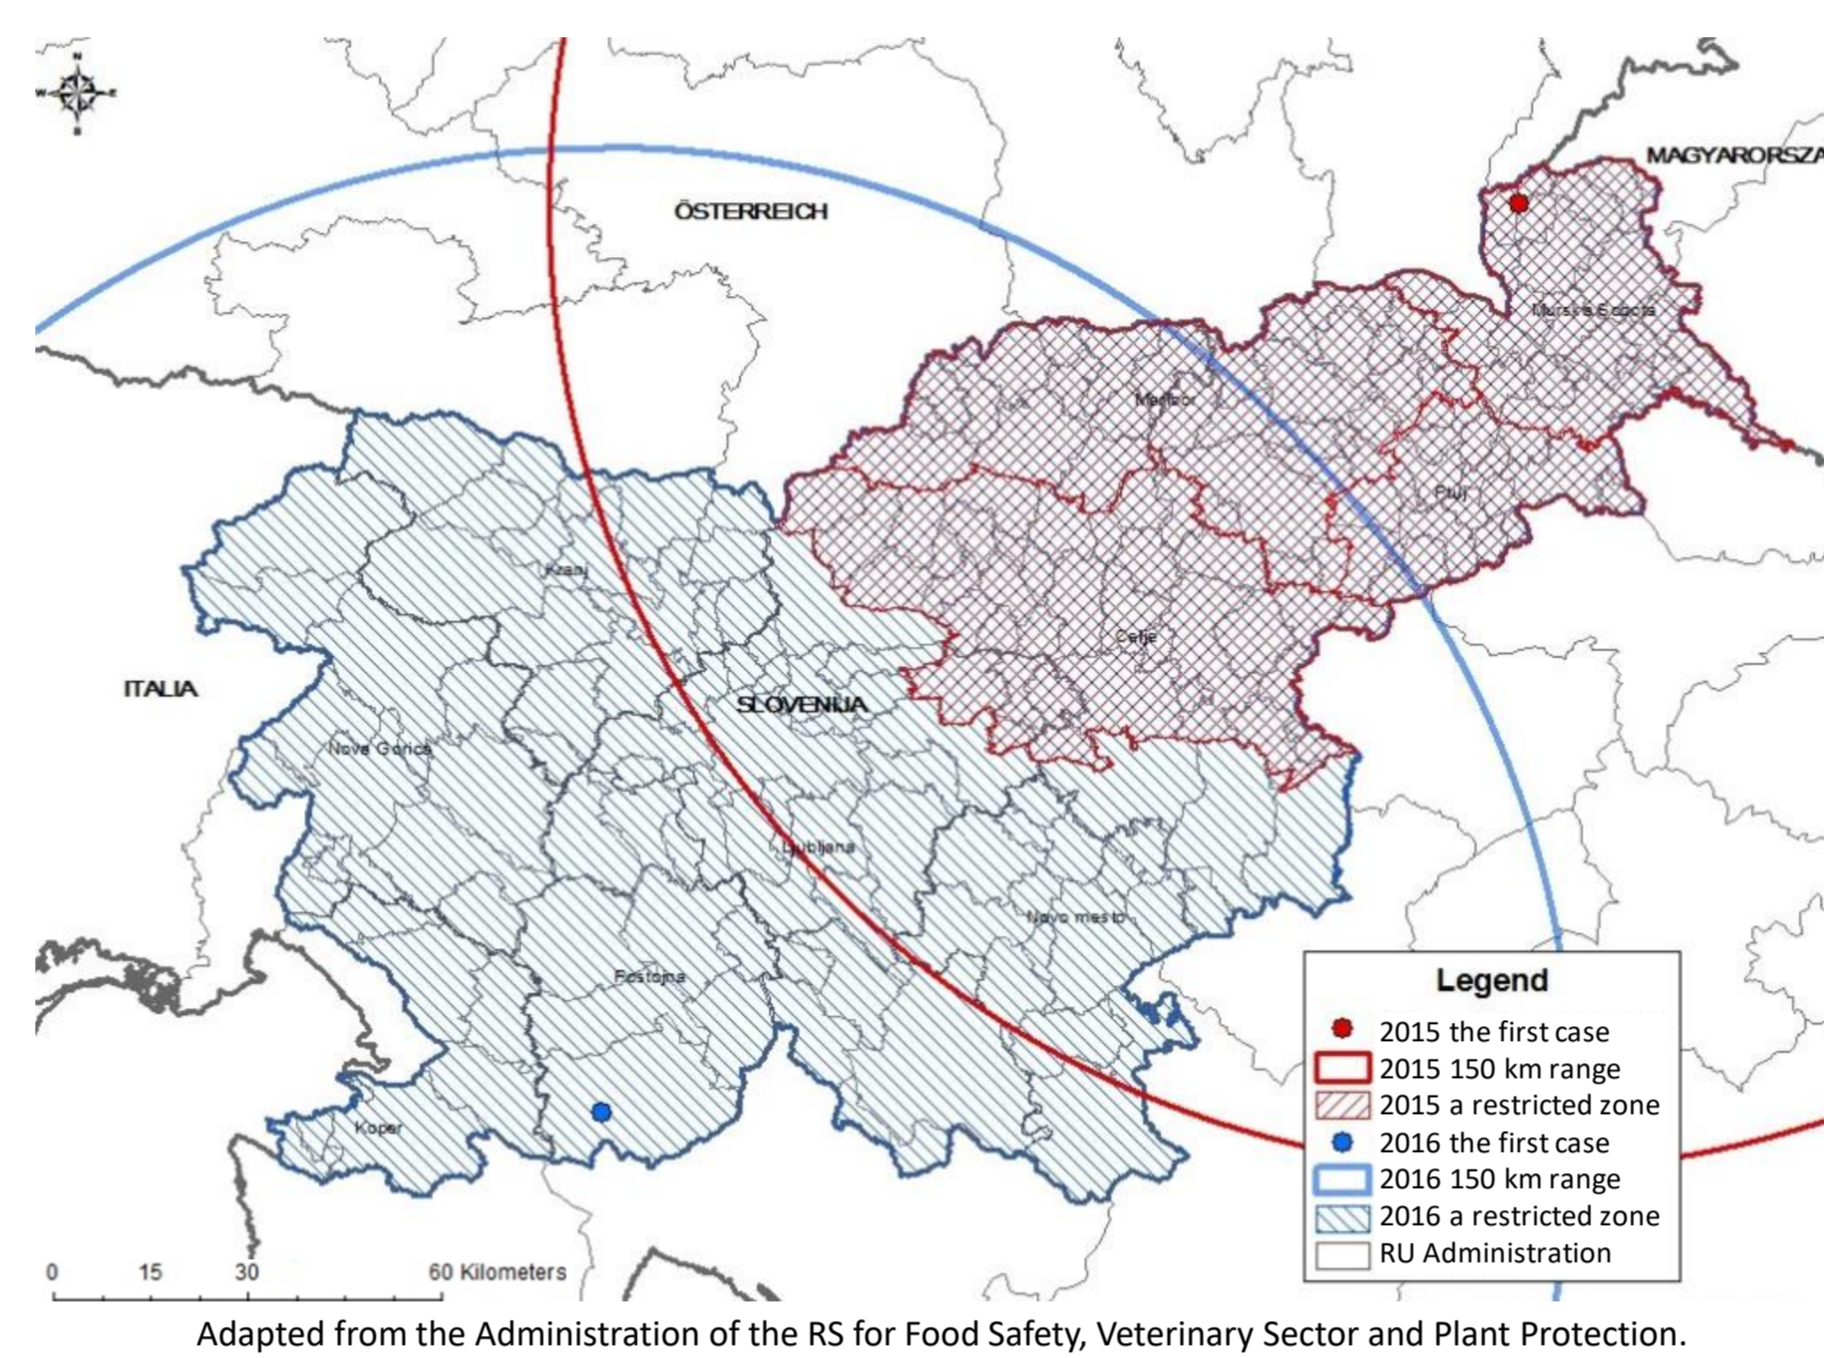 N
W E
S
MAGYARORSZA
ÖSTERREICH
Murska Sobota
Maribor
Ptuj
Kranj
Celje
ITALIA
SLOVENIJA
Nova Gorica
Ljubljana
Novo mesto
Postojna
Koper
Legend
2015 the first case
2015 150 km range
2015 a restricted zone
2016 the first case
2016 150 km range
2016 a restricted zone
RU Administration
0 15 30 60 Kilometers
Adapted from the Administration of the RS for Food Safety, Veterinary Sector and Plant Protection.